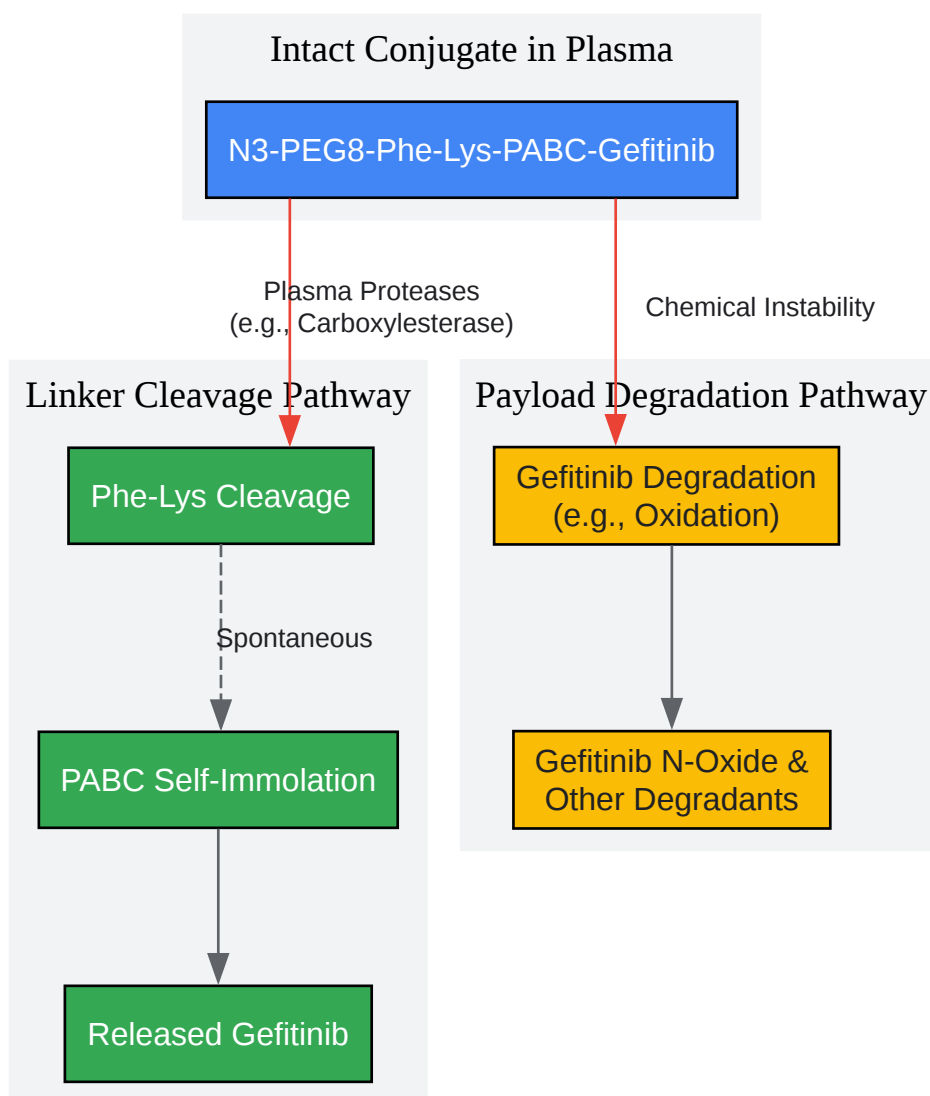 Intact Conjugate in Plasma
N3-PEG8-Phe-Lys-PABC-Gefitinib
Plasma Proteases
(e.g., Carboxylesterase)
Chemical Instability
Linker Cleavage Pathway
Payload Degradation Pathway
Phe-Lys Cleavage
Gefitinib Degradation
(e.g., Oxidation)
Spontaneous
PABC Self-Immolation
Gefitinib N-Oxide &
Other Degradants
Released Gefitinib